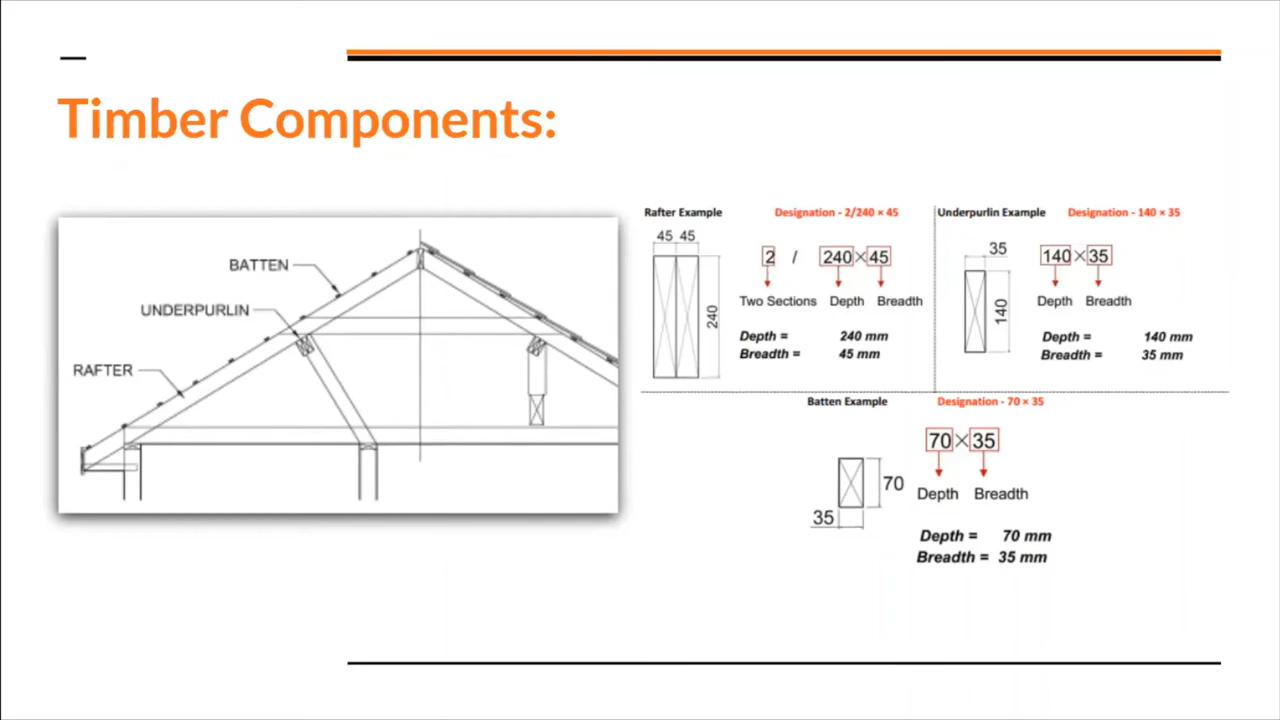 Timber Components:
BATTEN
UNDERPURLIN
RAFTER
Rafter Example
Designation - 2/240 × 45
45 45
240
2 / 240×45
Two Sections Depth Breadth
Depth = 240 mm
Breadth = 45 mm
Underpurlin Example
Designation - 140 × 35
35
140
140×35
Depth Breadth
Depth = 140 mm
Breadth = 35 mm
Batten Example
Designation - 70 × 35
70
35
70×35
Depth Breadth
Depth = 70 mm
Breadth = 35 mm